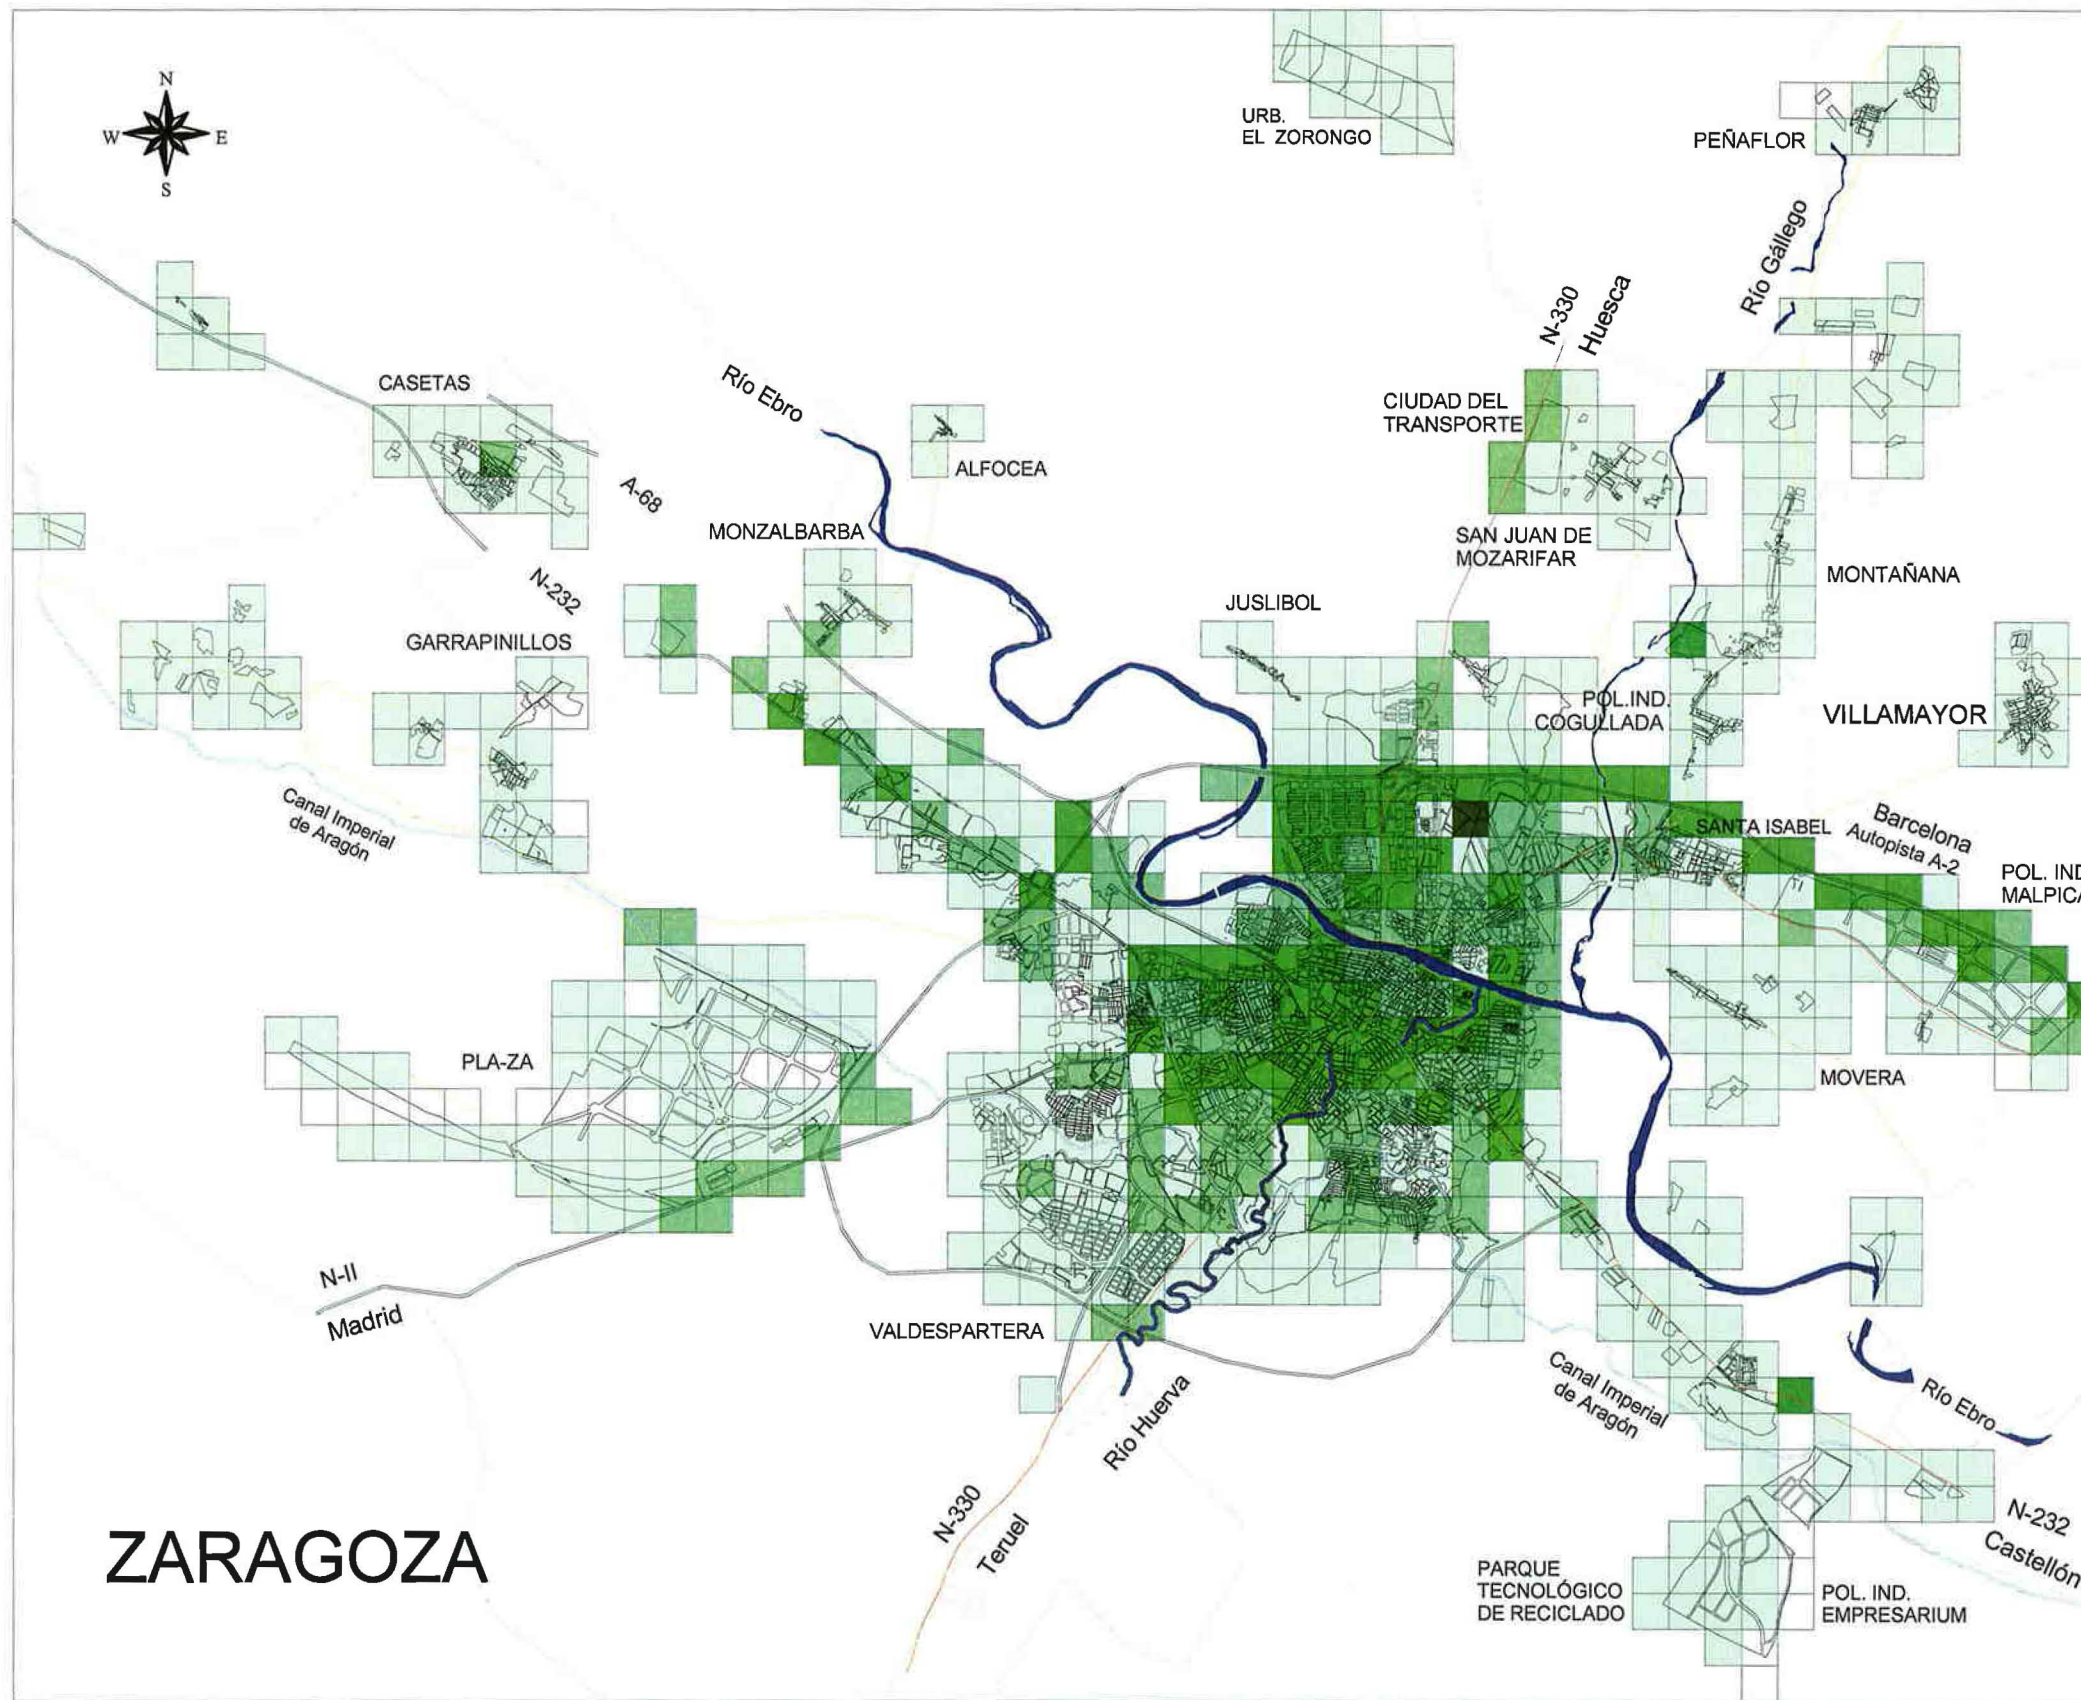 N
W
E
S
URB.
EL ZORONGO
PEÑAFLOR
Río Gállego
N-330
Huesca
CASETAS
Río Ebro
CIUDAD DEL
TRANSPORTE
ALFOCEA
A-68
MONZALBARBA
SAN JUAN DE
MOZARIFAR
MONTAÑANA
N-232
JUSLIBOL
GARRAPINILLOS
POL.IND.
COGULLADA
VILLAMAYOR
Canal Imperial
de Aragón
SANTA ISABEL
Barcelona
Autopista A-2
POL. IND
MALPICA
PLA-ZA
MOVERA
N-II
Madrid
VALDESPARTERA
Canal Imperial
de Aragón
Río Ebro
Río Huerva
N-330
Teruel
N-232
Castellón
ZARAGOZA
PARQUE
TECNOLÓGICO
DE RECICLADO
POL. IND.
EMPRESARIUM